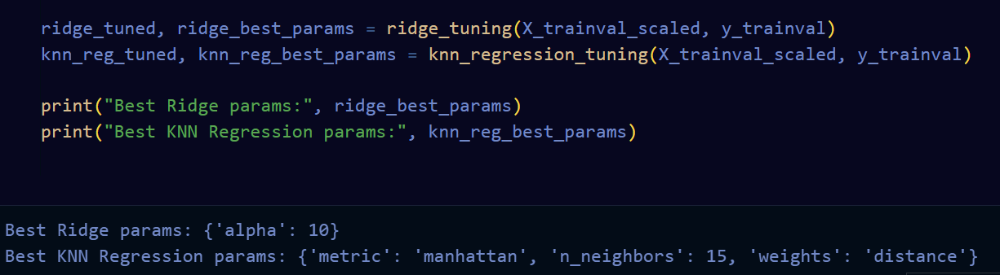 ridge_tuned, ridge_best_params = ridge_tuning(X_trainval_scaled, y_trainval)
knn_reg_tuned, knn_reg_best_params = knn_regression_tuning(X_trainval_scaled, y_trainval)
print("Best Ridge params:", ridge_best_params)
print("Best KNN Regression params:", knn_reg_best_params)
Best Ridge params: {'alpha': 10}
Best KNN Regression params: {'metric': 'manhattan', 'n_neighbors': 15, 'weights': 'distance'}